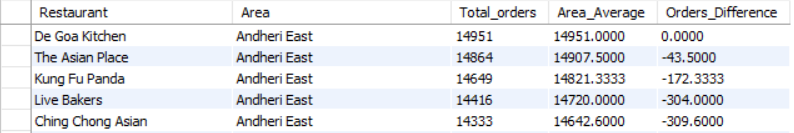 Restaurant Area Total_orders Area_Average Orders_Difference
De Goa Kitchen Andheri East 14951 14951.0000 0.0000
The Asian Place Andheri East 14864 14907.5000 -43.5000
Kung Fu Panda Andheri East 14649 14821.3333 -172.3333
Live Bakers Andheri East 14416 14720.0000 -304.0000
Ching Chong Asian Andheri East 14333 14642.6000 -309.6000